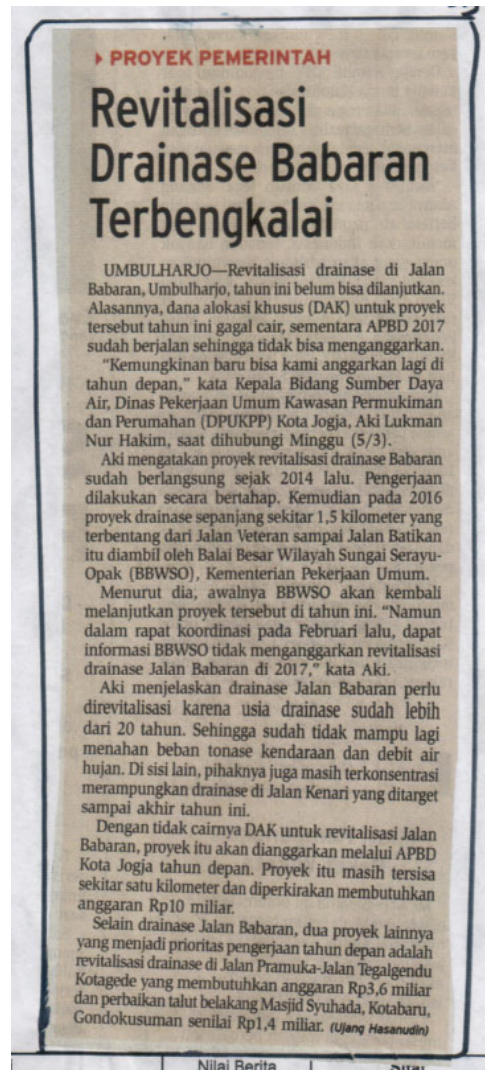 PROYEK PEMERINTAH
Revitalisasi
Drainase Babaran
Terbengkalai
UMBULHARJO—Revitalisasi drainase di Jalan
Babaran, Umbulharjo, tahun ini belum bisa dilanjutkan.
Alasannya, dana alokasi khusus (DAK) untuk proyek
tersebut tahun ini gagal cair, sementara APBD 2017
sudah berjalan sehingga tidak bisa menganggarkan.
“Kemungkinan baru bisa kami anggarkan lagi di
tahun depan,” kata Kepala Bidang Sumber Daya
Air, Dinas Pekerjaan Umum Kawasan Permukiman
dan Perumahan (DPUKPP) Kota Jogja, Aki Lukman
Nur Hakim, saat dihubungi Minggu (5/3).
Aki mengatakan proyek revitalisasi drainase Babaran
sudah berlangsung sejak 2014 lalu. Pengerjaan
dilakukan secara bertahap. Kemudian pada 2016
proyek drainase sepanjang sekitar 1,5 kilometer yang
terbentang dari Jalan Veteran sampai Jalan Batikan
itu diambil oleh Balai Besar Wilayah Sungai Serayu-
Opak (BBWSO), Kementerian Pekerjaan Umum.
Menurut dia, awalnya BBWSO akan kembali
melanjutkan proyek tersebut di tahun ini. “Namun
dalam rapat koordinasi pada Februari lalu, dapat
informasi BBWSO tidak menganggarkan revitalisasi
drainase Jalan Babaran di 2017,” kata Aki.
Aki menjelaskan drainase Jalan Babaran perlu
direvitalisasi karena usia drainase sudah lebih
dari 20 tahun. Sehingga sudah tidak mampu lagi
menahan beban tonase kendaraan dan debit air
hujan. Di sisi lain, pihaknya juga masih terkonsentrasi
merampungkan drainase di Jalan Kenari yang ditarget
sampai akhir tahun ini.
Dengan tidak cairnya DAK untuk revitalisasi Jalan
Babaran, proyek itu akan dianggarkan melalui APBD
Kota Jogja tahun depan. Proyek itu masih tersisa
sekitar satu kilometer dan diperkirakan membutuhkan
anggaran Rp10 miliar.
Selain drainase Jalan Babaran, dua proyek lainnya
yang menjadi prioritas pengerjaan tahun depan adalah
revitalisasi drainase di Jalan Pramuka-Jalan Tegalgendu
Kotagede yang membutuhkan anggaran Rp3,6 miliar
dan perbaikan talut belakang Masjid Syuhada, Kotabaru,
Gondokusuman senilai Rp1,4 miliar. (Ujang Hasanudin)
Nilai Berita